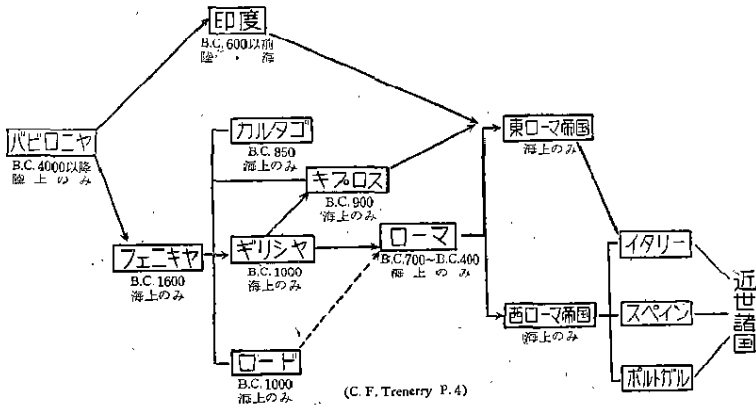 印度
B.C.600以前
陸・海
バビロニヤ
B.C.4000以降
陸上のみ
カルタゴ
B.C.850
海上のみ
キプロス
B.C.900
海上のみ
フェニキヤ
B.C.1600
海上のみ
ギリシヤ
B.C.1000
海上のみ
ロード
B.C.1000
海上のみ
ローマ
B.C.700~B.C.400
海上のみ
東ローマ帝国
海上のみ
西ローマ帝国
海上のみ
イタリー
スペイン
ポルトガル
近世諸国
(C. F. Trenerry P. 4)